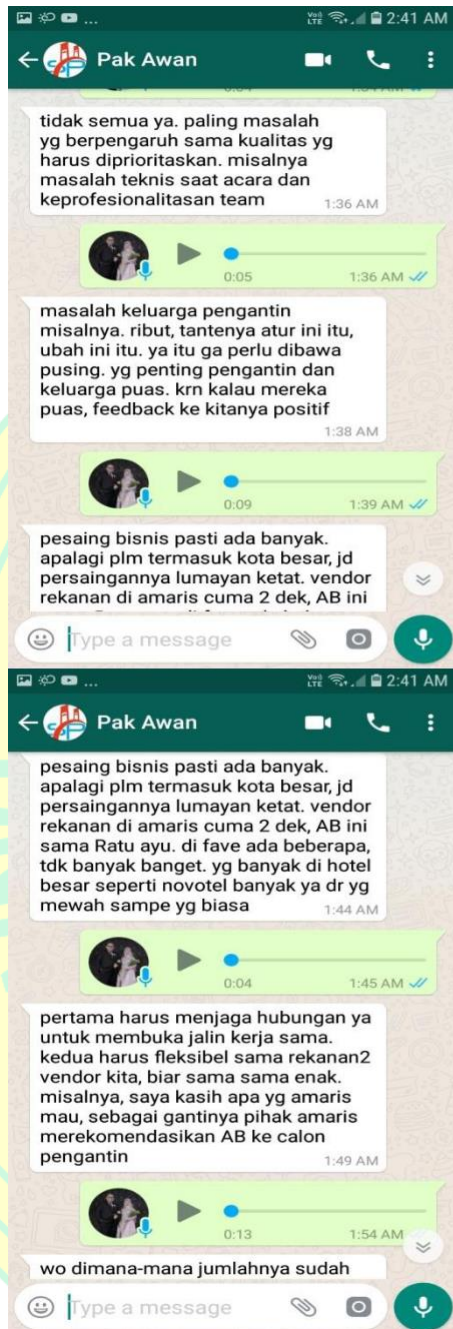 ... Voi) LTE 2:41 AM
Pak Awan
tidak semua ya. paling masalah
yg berpengaruh sama kualitas yg
harus diprioritaskan. misalnya
masalah teknis saat acara dan
keprofesionalitasan team 1:36 AM
0:05 1:36 AM
masalah keluarga pengantin
misalnya. ribut, tantenya atur ini itu,
ubah ini itu. ya itu ga perlu dibawa
pusing. yg penting pengantin dan
keluarga puas. krn kalau mereka
puas, feedback ke kitanya positif
1:38 AM
0:09 1:39 AM
pesaing bisnis pasti ada banyak.
apalagi plm termasuk kota besar, jd
persaingannya lumayan ketat. vendor
rekanan di amaris cuma 2 dek, AB ini
Type a message
... Voi) LTE 2:41 AM
Pak Awan
pesaing bisnis pasti ada banyak.
apalagi plm termasuk kota besar, jd
persaingannya lumayan ketat. vendor
rekanan di amaris cuma 2 dek, AB ini
sama Ratu ayu. di fave ada beberapa,
tdk banyak banget. yg banyak di hotel
besar seperti novotel banyak ya dr yg
mewah sampe yg biasa 1:44 AM
0:04 1:45 AM
pertama harus menjaga hubungan ya
untuk membuka jalin kerja sama.
kedua harus fleksibel sama rekanan2
vendor kita, biar sama sama enak.
misalnya, saya kasih apa yg amaris
mau, sebagai gantinya pihak amaris
merekomendasikan AB ke calon
pengantin 1:49 AM
0:13 1:54 AM
wo dimana-mana jumlahnya sudah
Type a message